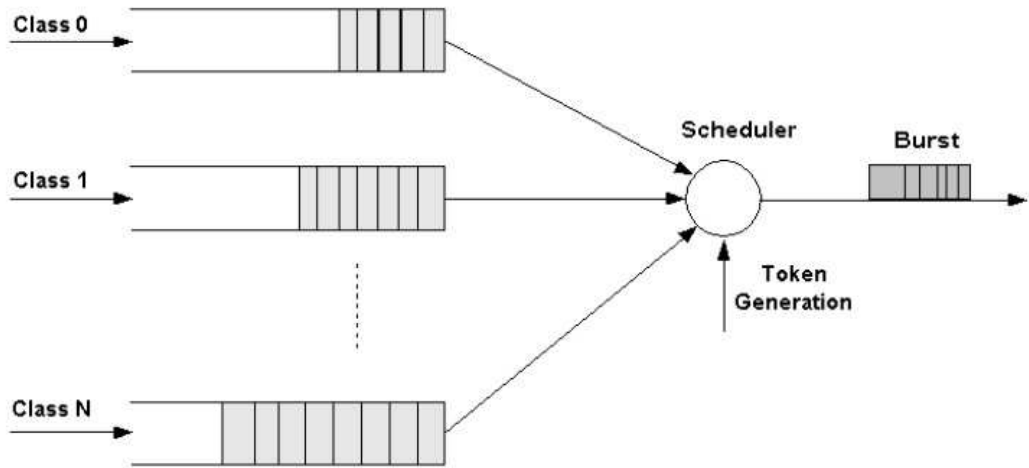 Class 0
Scheduler
Burst
Class 1
Token
Generation
Class N